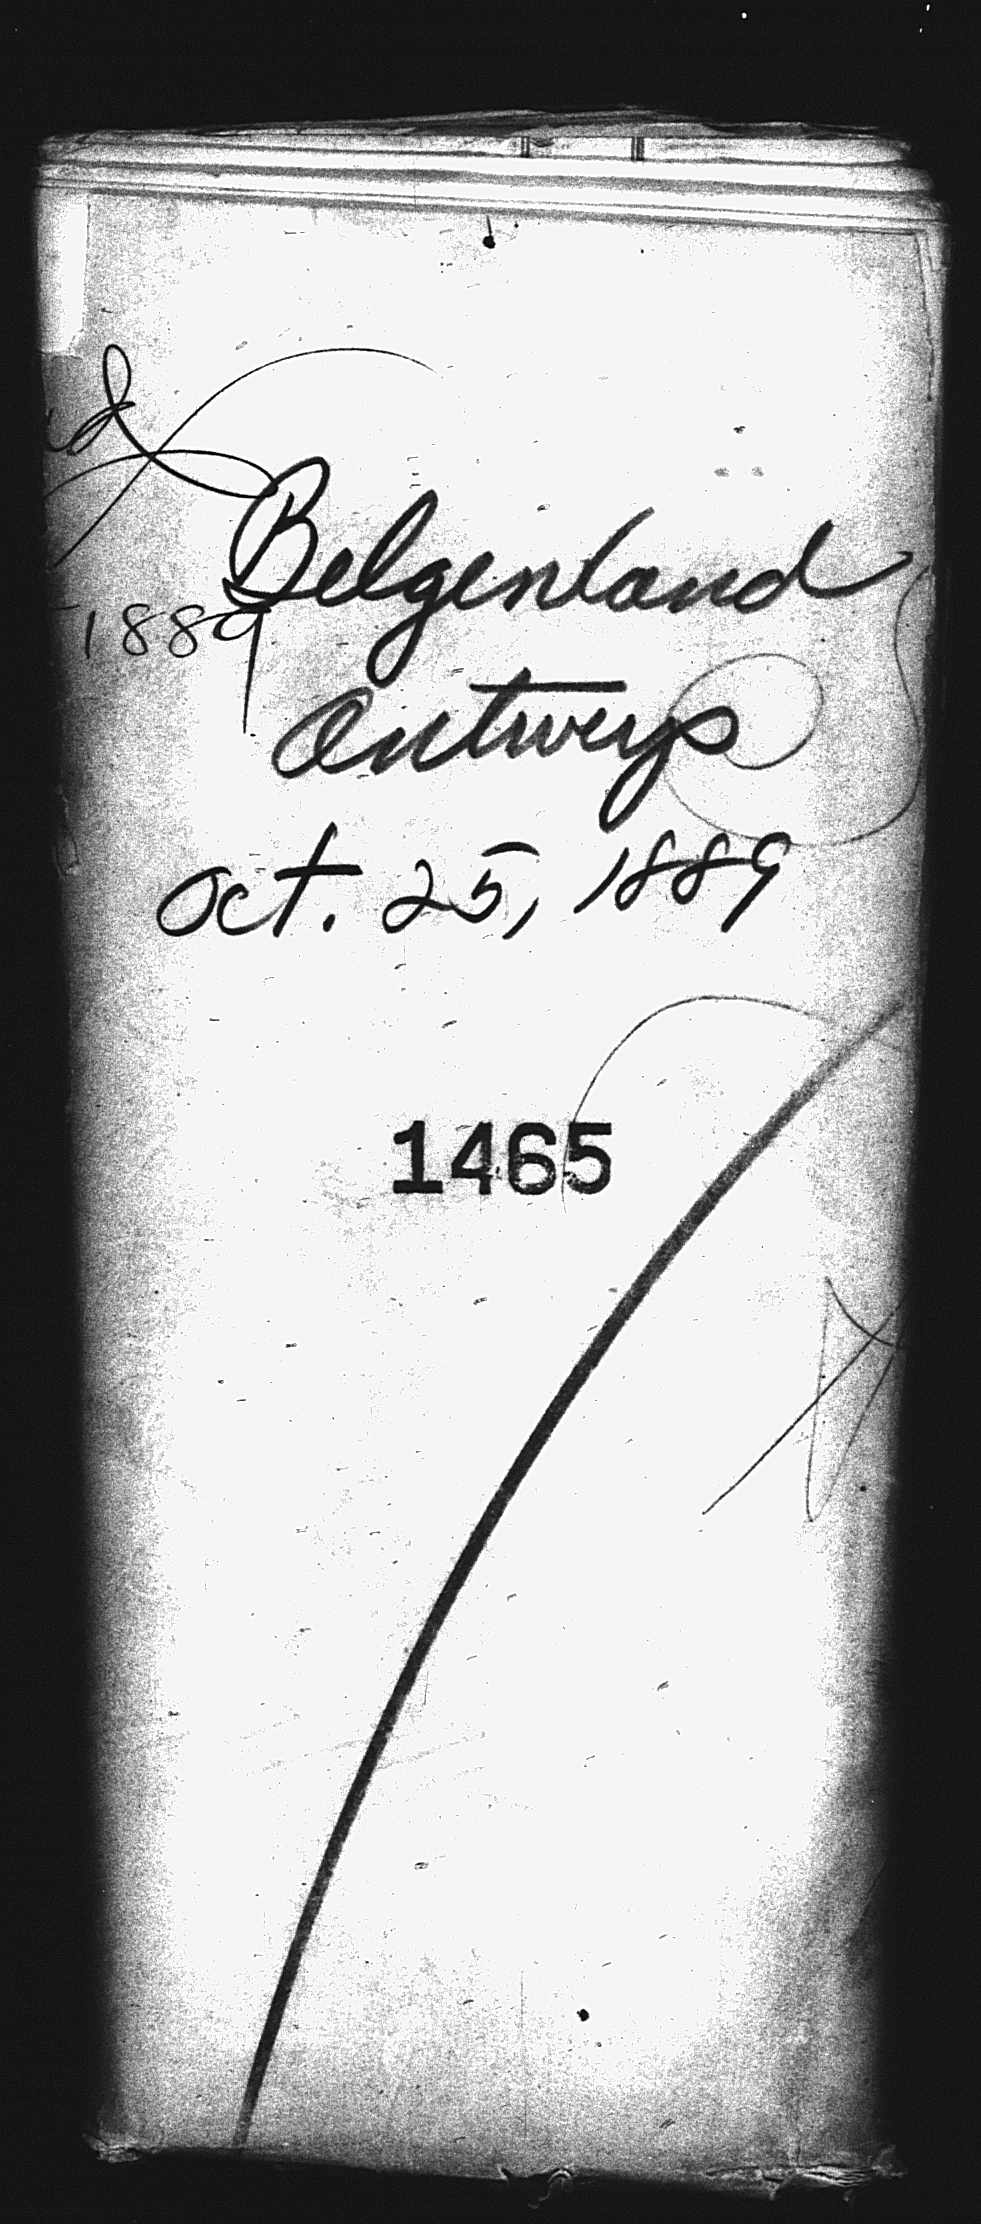 Belgenland
1889
Antwerp
Oct. 25, 1889
1465